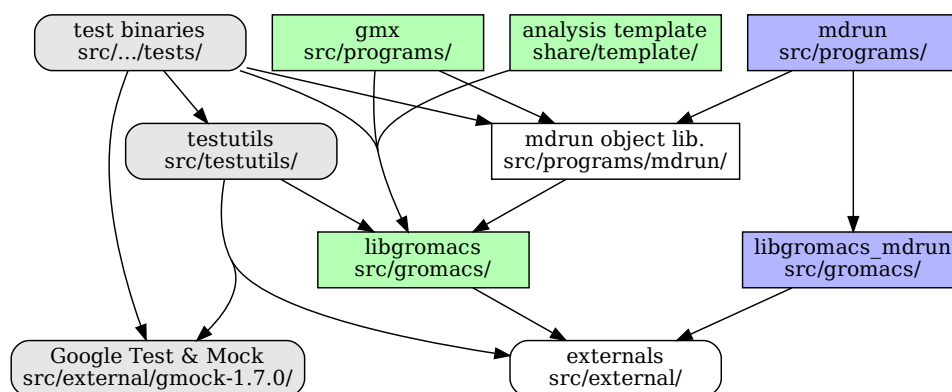 test binaries
src/.../tests/
gmx
src/programs/
analysis template
share/template/
mdrun
src/programs/
testutils
src/testutils/
mdrun object lib.
src/programs/mdrun/
libgromacs
src/gromacs/
libgromacs_mdrun
src/gromacs/
Google Test & Mock
src/external/gmock-1.7.0/
externals
src/external/